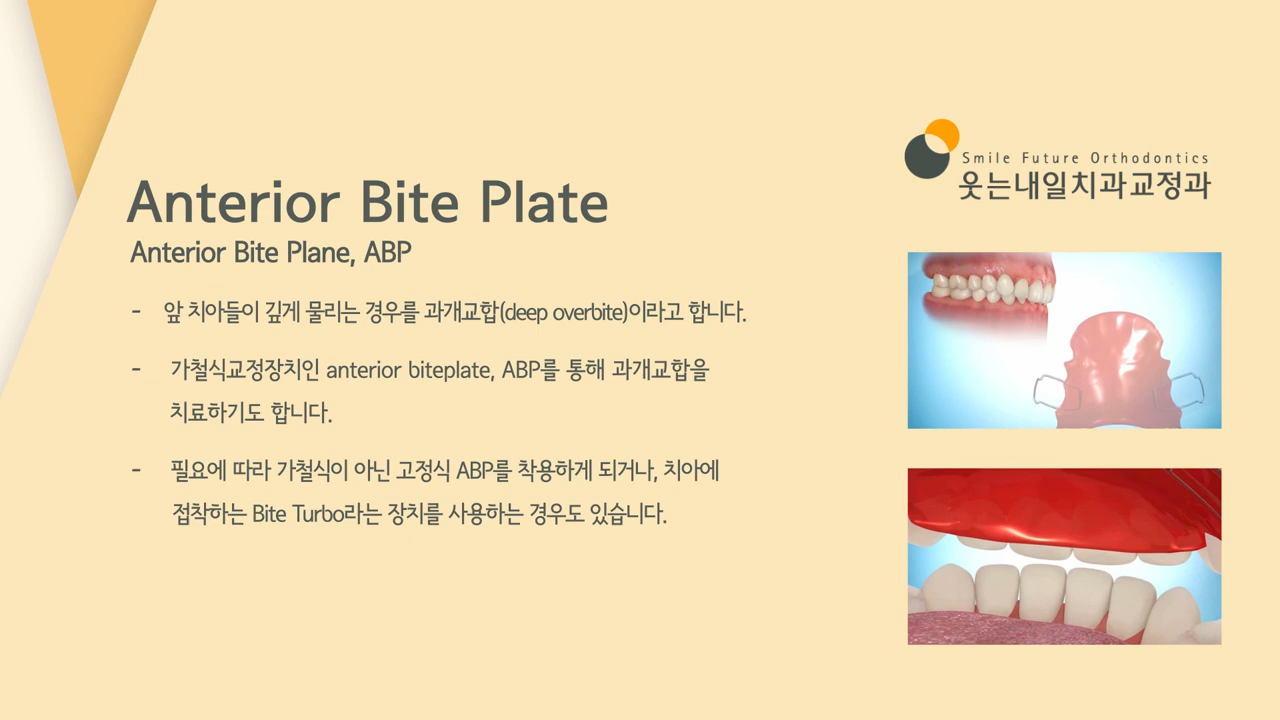 Smile Future Orthodontics
웃는내일치과교정과
Anterior Bite Plate
Anterior Bite Plane, ABP
- 앞 치아들이 깊게 물리는 경우를 과개교합(deep overbite)이라고 합니다.
- 가철식교정장치인 anterior biteplate, ABP를 통해 과개교합을
치료하기도 합니다.
- 필요에 따라 가철식이 아닌 고정식 ABP를 착용하게 되거나, 치아에
접착하는 Bite Turbo라는 장치를 사용하는 경우도 있습니다.